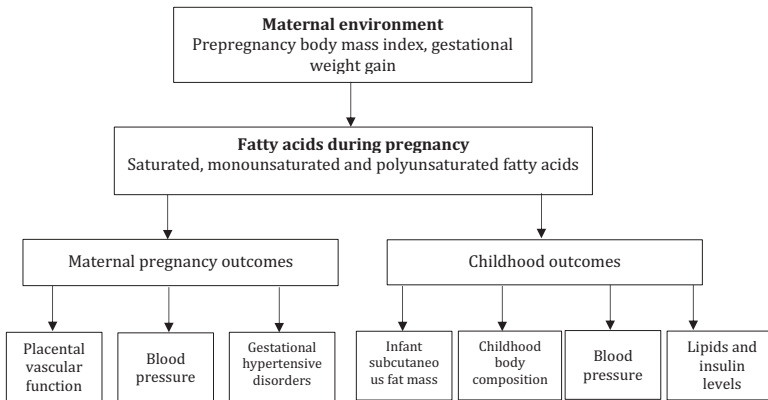 Maternal environment
Prepregnancy body mass index, gestational
weight gain
Fatty acids during pregnancy
Saturated, monounsaturated and polyunsaturated fatty acids
Maternal pregnancy outcomes
Childhood outcomes
Placental
vascular
function
Blood
pressure
Gestational
hypertensive
disorders
Infant
subcutaneo
us fat mass
Childhood
body
composition
Blood
pressure
Lipids and
insulin
levels